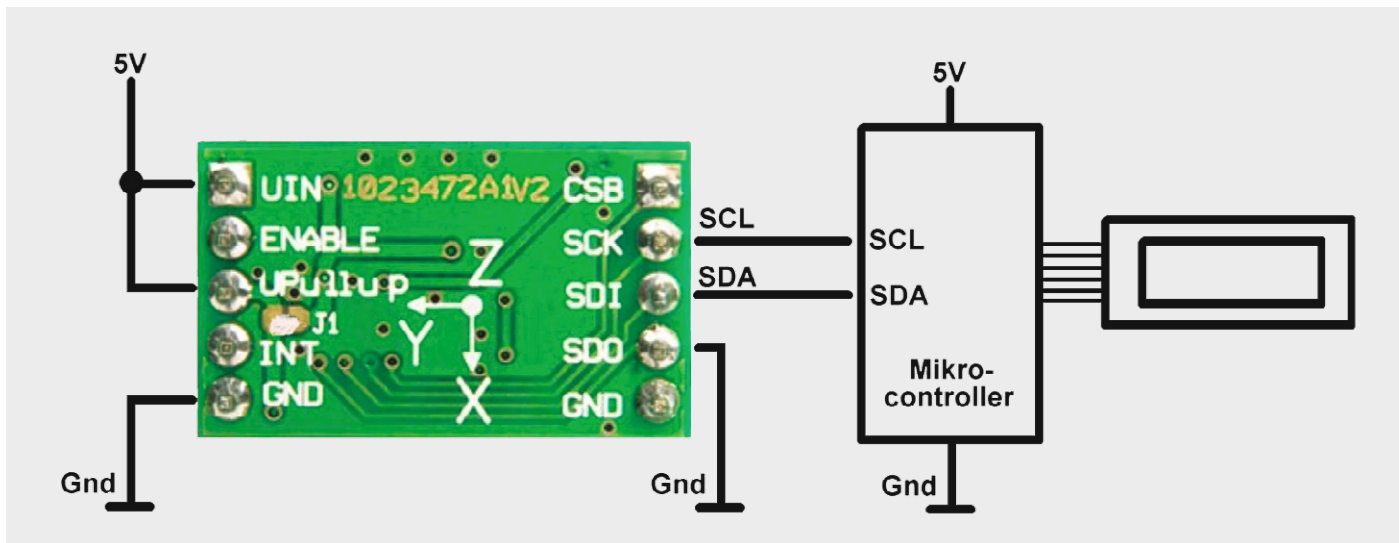 5V
UIN
1023472A1V2
CSB
ENABLE
SCK
UPullup
Z
SDI
J1
Y
INT
SDO
GND
X
GND
Gnd
Gnd
SCL
SDA
5V
SCL
SDA
Mikro-
controller
Gnd